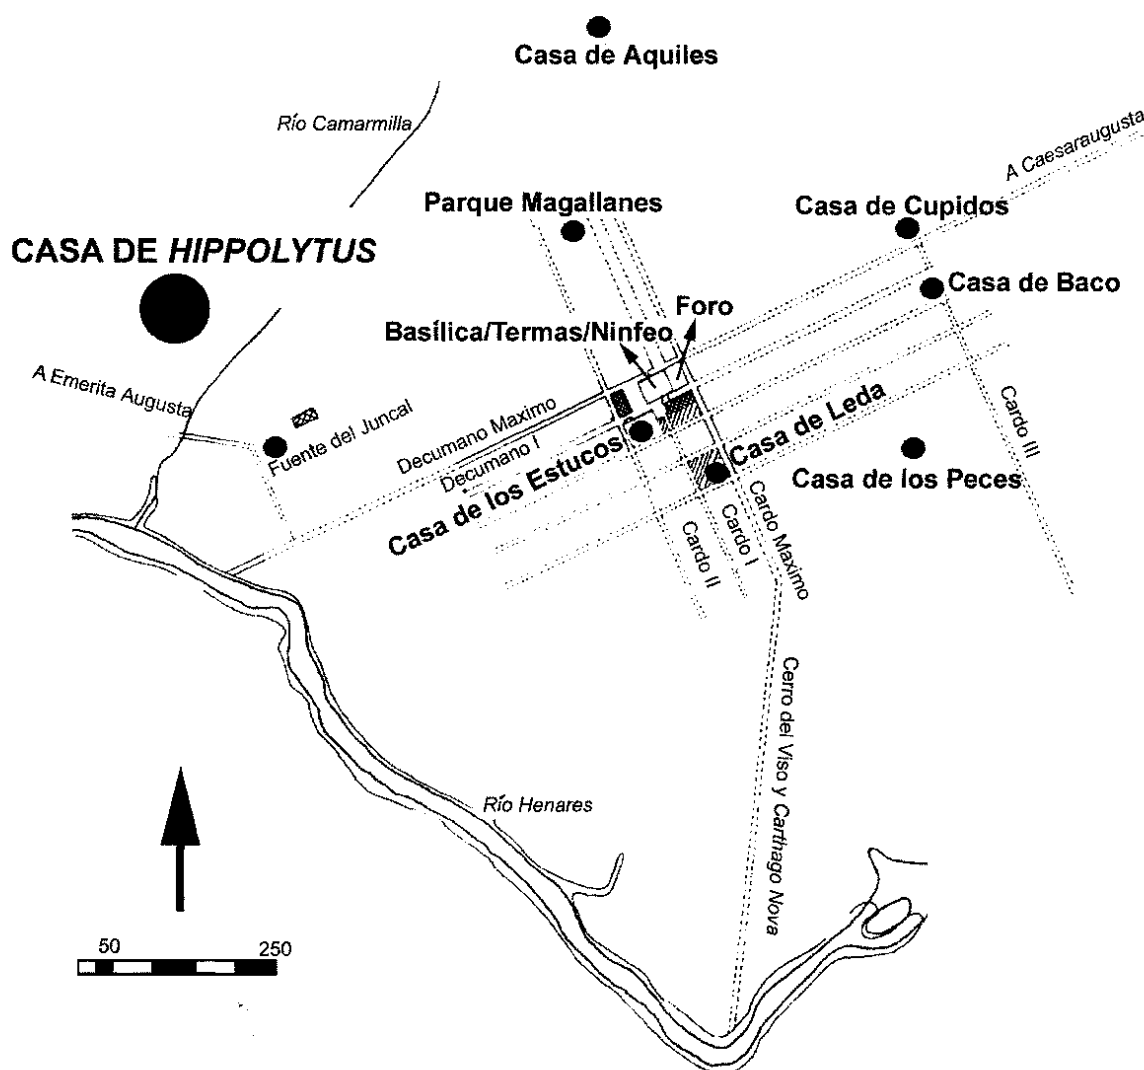 Casa de Aquiles
Río Camarmilla
A Caesaraugusta
Parque Magallanes
Casa de Cupidos
CASA DE HIPPOLYTUS
Casa de Baco
Foro
Basílica/Termas/Ninfeo
A Emerita Augusta
Fuente del Juncal
Decumano Maximo
Decumano I
Casa de los Estucos
Casa de Leda
Casa de los Peces
Cardo III
Cardo II
Cardo I
Cardo Maximo
Cerro del Viso y Carthago Nova
Río Henares
50 250